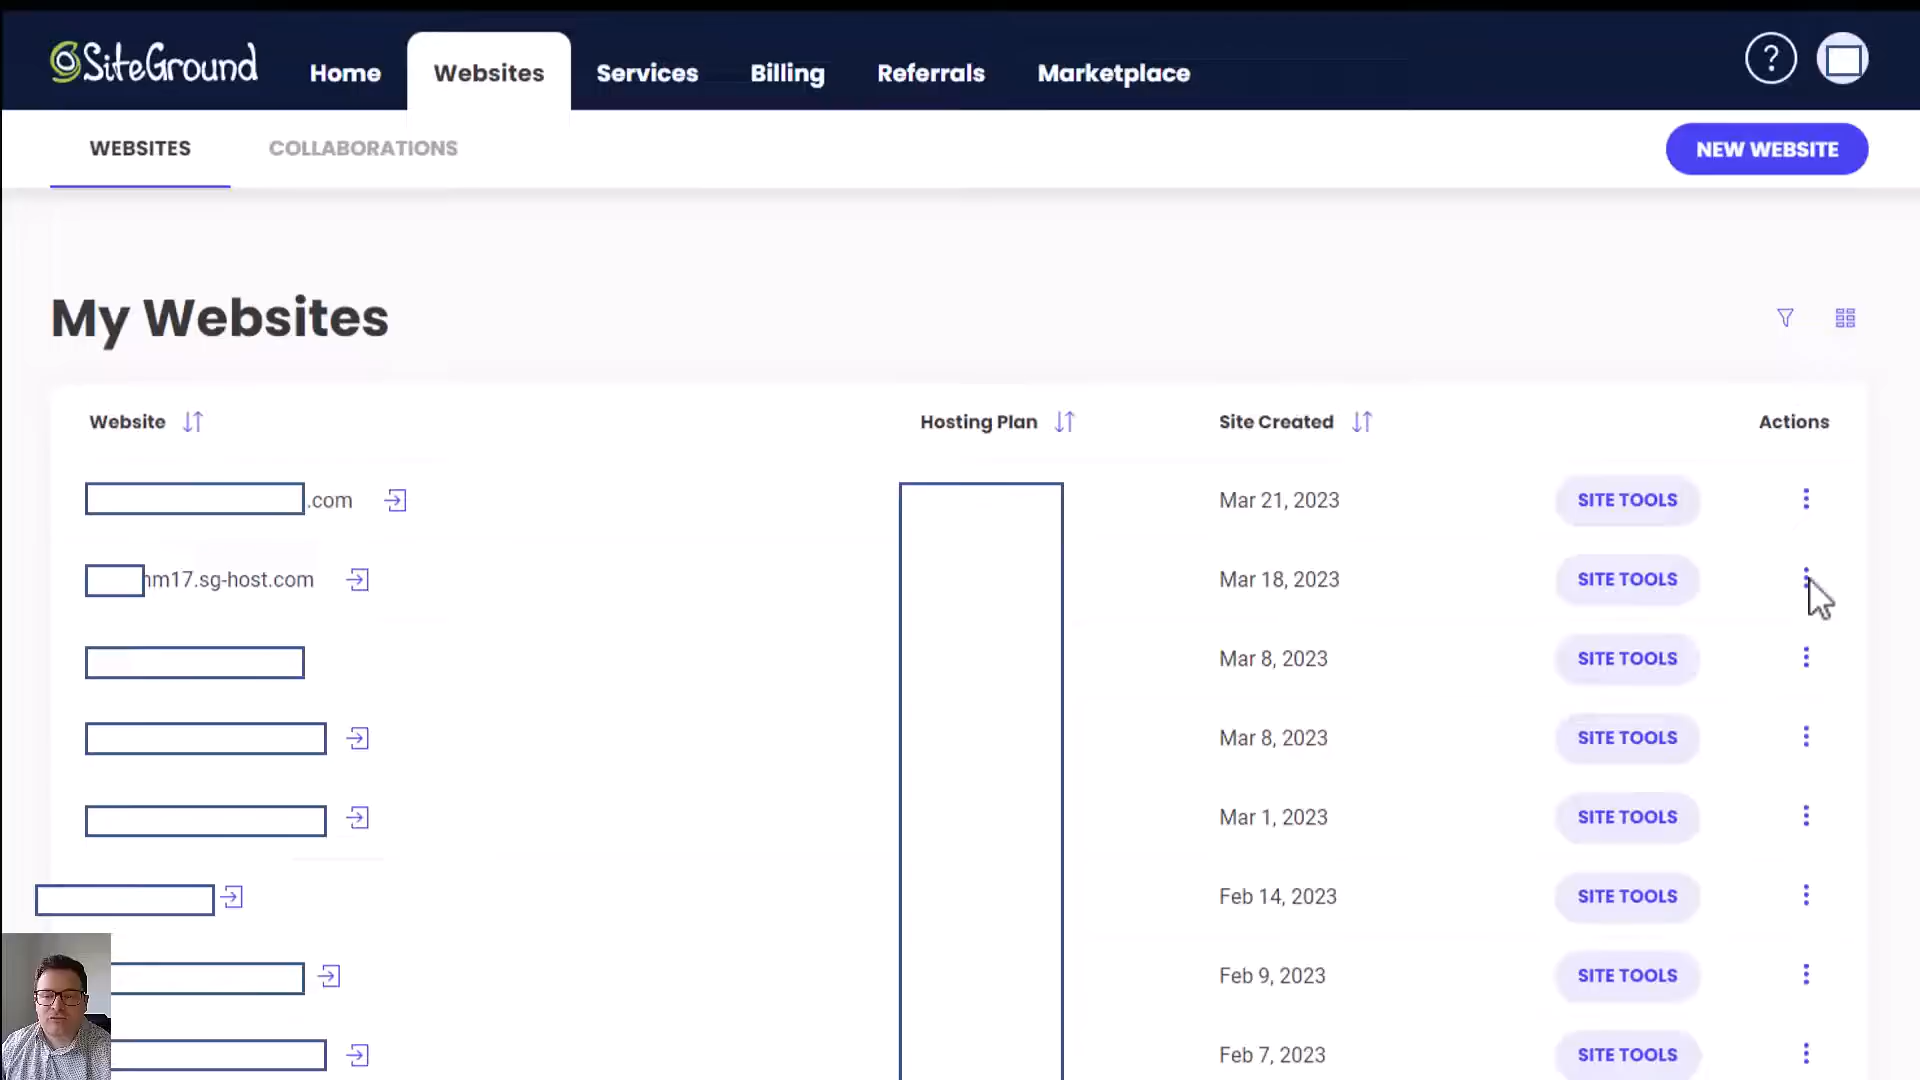 SiteGround
Home Websites Services Billing Referrals Marketplace ?
WEBSITES COLLABORATIONS NEW WEBSITE
My Websites
Website Hosting Plan Site Created Actions
.com Mar 21, 2023 SITE TOOLS
m17.sg-host.com Mar 18, 2023 SITE TOOLS
Mar 8, 2023 SITE TOOLS
Mar 8, 2023 SITE TOOLS
Mar 1, 2023 SITE TOOLS
Feb 14, 2023 SITE TOOLS
Feb 9, 2023 SITE TOOLS
Feb 7, 2023 SITE TOOLS